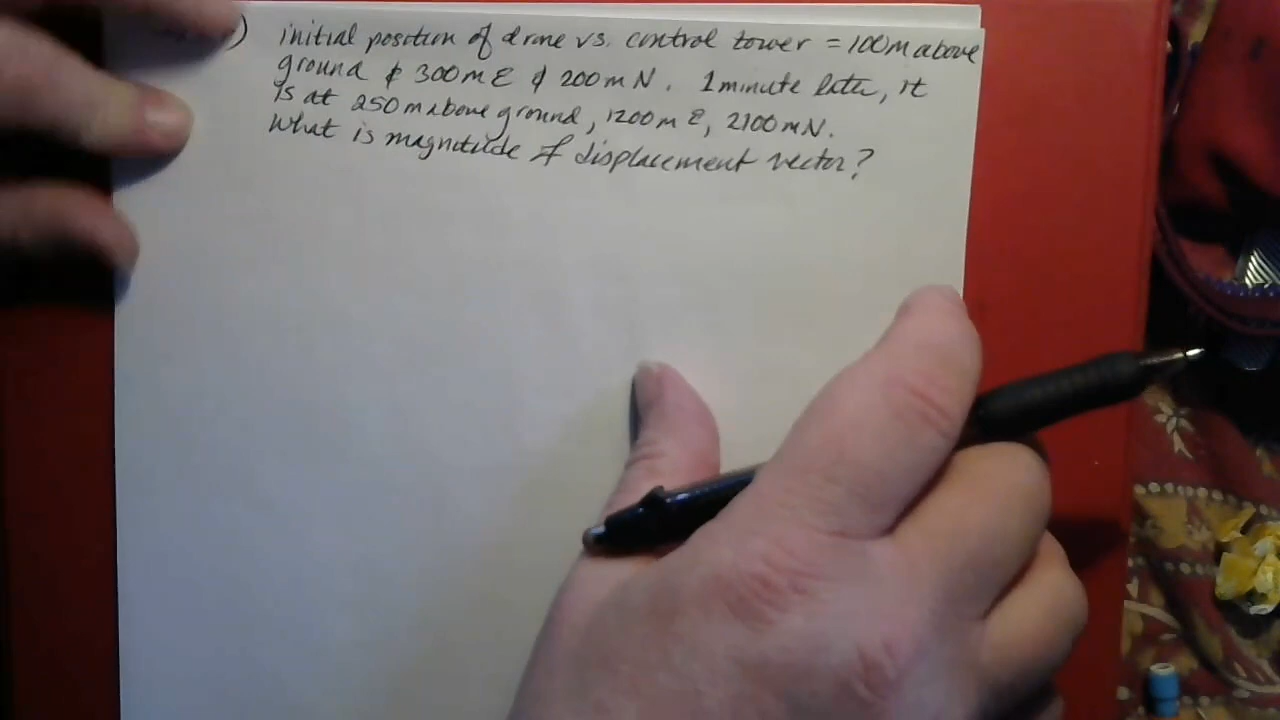 ) initial position of drone vs. control tower = 100m above
ground & 300m E & 200m N. 1 minute later, it
is at 250m above ground, 1200m E, 2100m N.
What is magnitude of displacement vector?